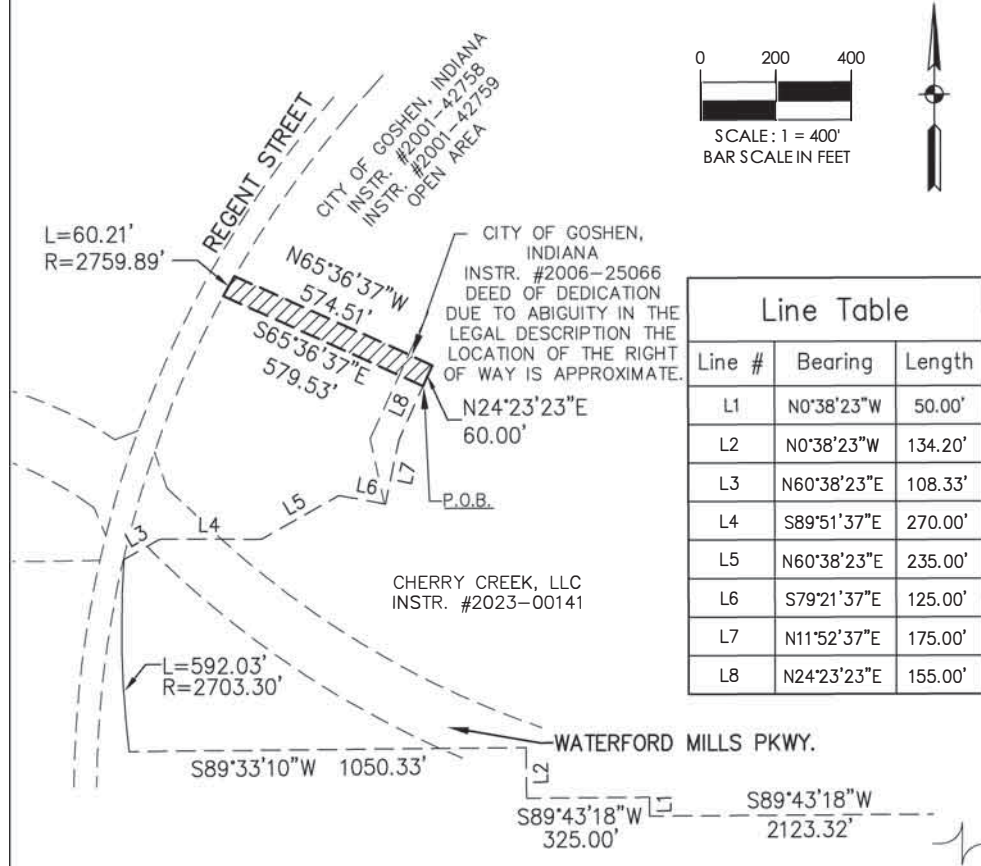 0 200 400
SCALE: 1 = 400'
BAR SCALE IN FEET
CITY OF GOSHEN, INDIANA
INSTR. #2001-42758
INSTR. #2001-42759
OPEN AREA
REGENT STREET
L=60.21'
R=2759.89'
N65°36'37"W
574.51'
S65°36'37"E
579.53'
CITY OF GOSHEN,
INDIANA
INSTR. #2006-25066
DEED OF DEDICATION
DUE TO ABIGUITY IN THE
LEGAL DESCRIPTION THE
LOCATION OF THE RIGHT
OF WAY IS APPROXIMATE.
N24°23'23"E
60.00'
L8
L7
L6
P.O.B.
L5
L4
L3
CHERRY CREEK, LLC
INSTR. #2023-00141
L=592.03'
R=2703.30'
WATERFORD MILLS PKWY.
S89°33'10"W 1050.33'
L2
S89°43'18"W
325.00'
L1
S89°43'18"W
2123.32'
Line Table
Line # Bearing Length
L1 N0°38'23"W 50.00'
L2 N0°38'23"W 134.20'
L3 N60°38'23"E 108.33'
L4 S89°51'37"E 270.00'
L5 N60°38'23"E 235.00'
L6 S79°21'37"E 125.00'
L7 N11°52'37"E 175.00'
L8 N24°23'23"E 155.00'